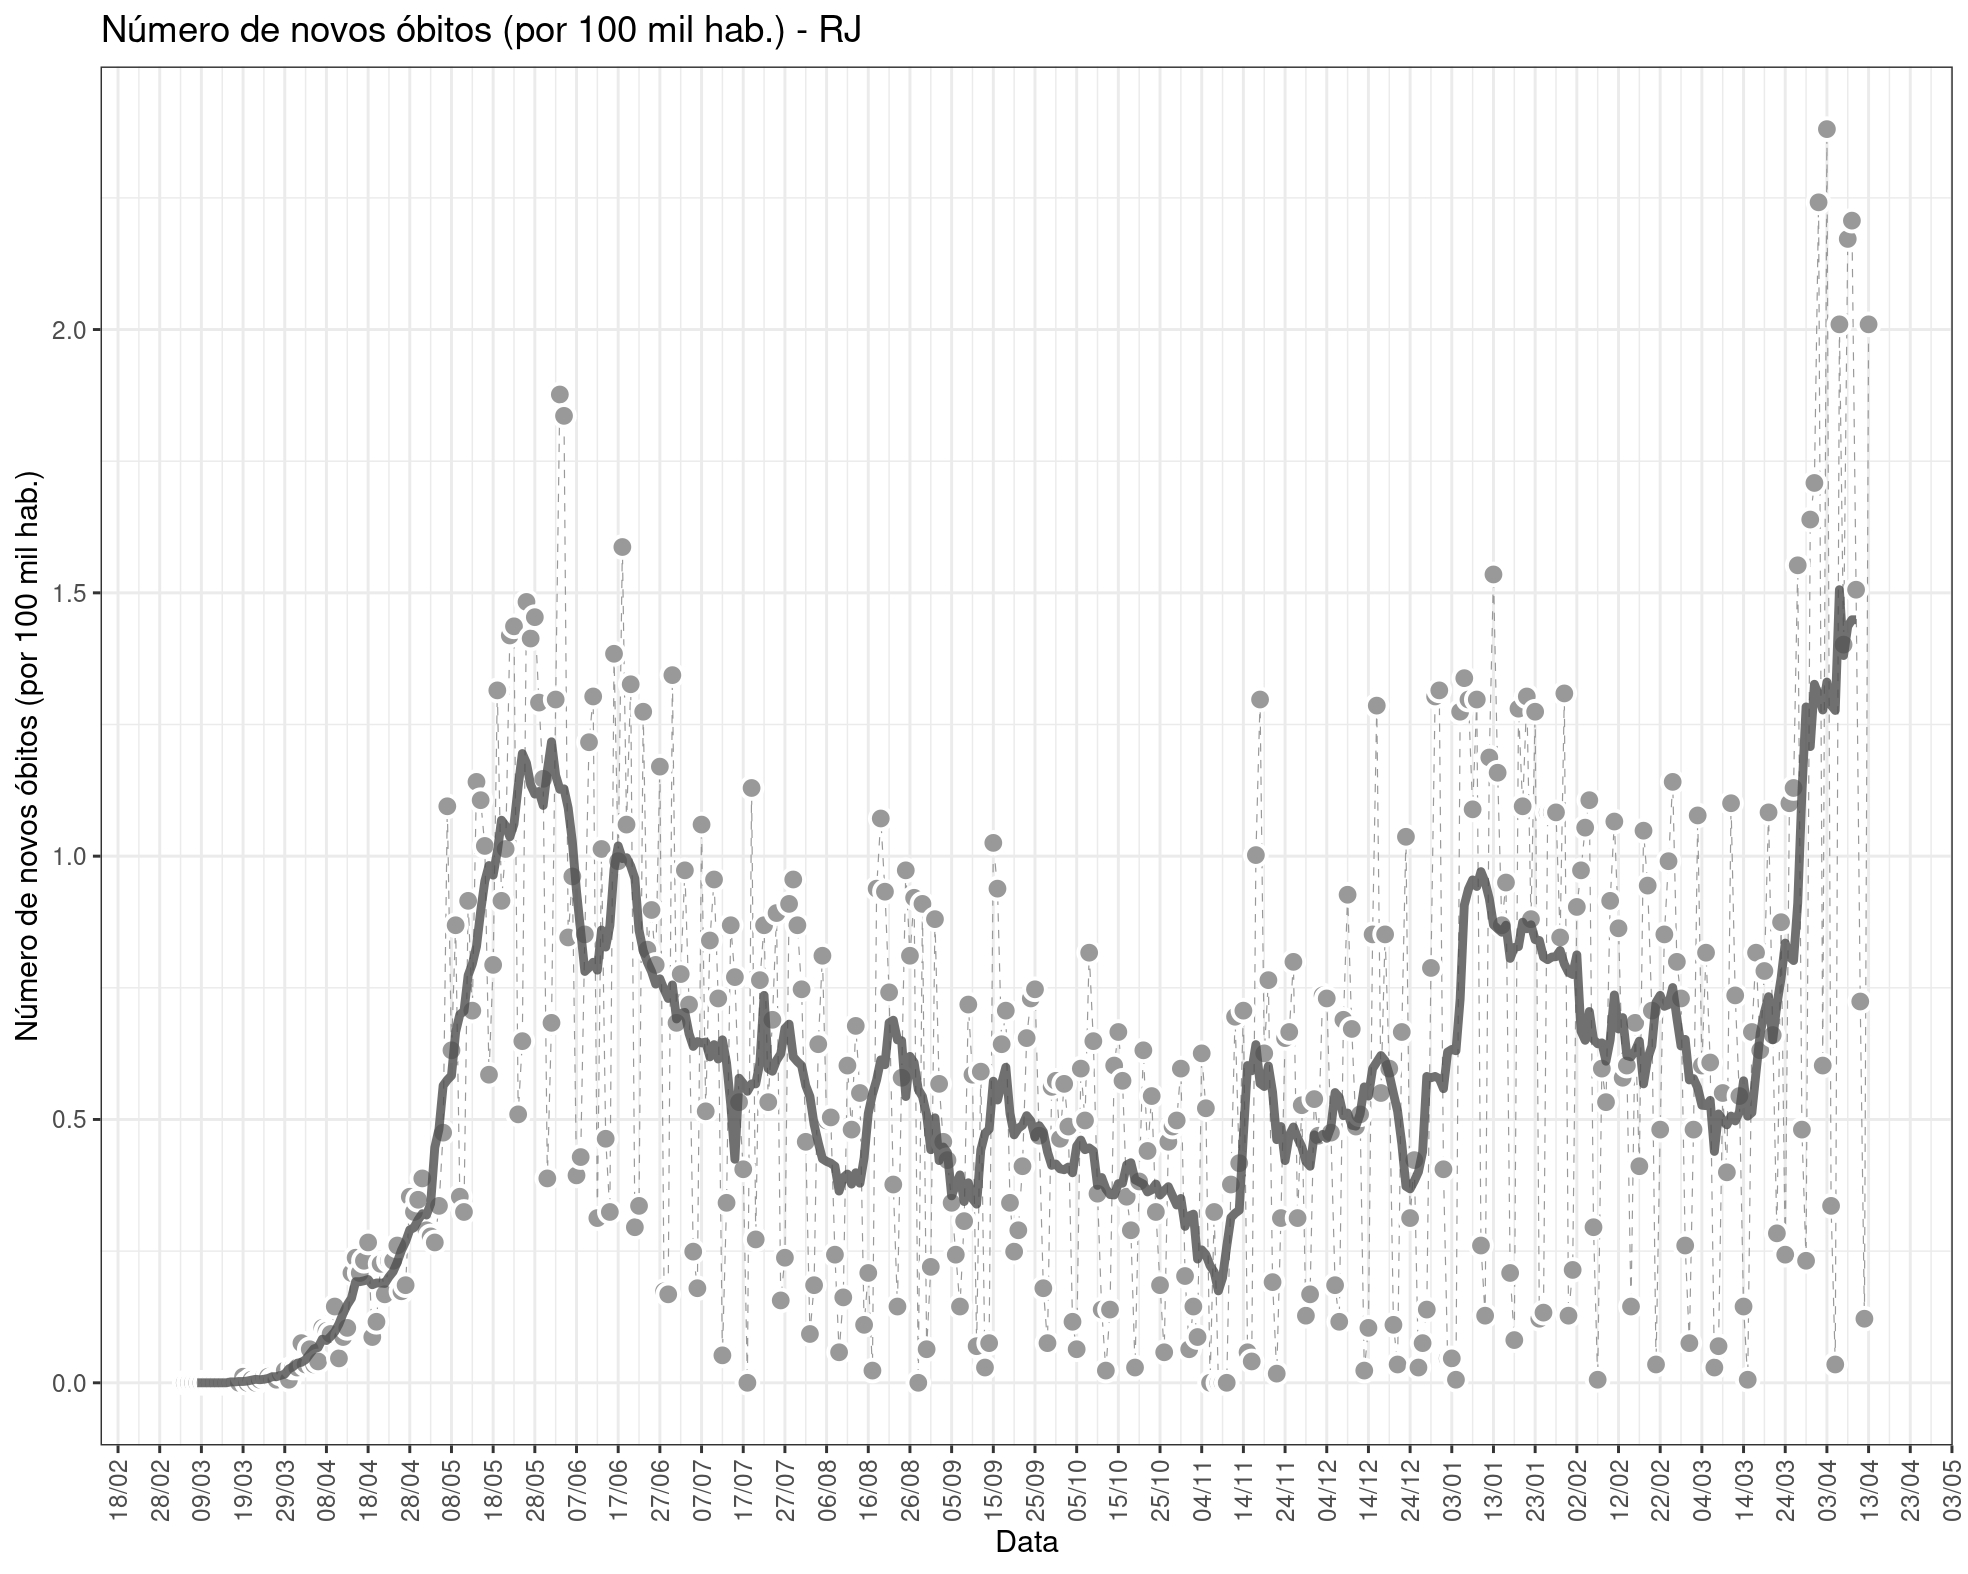 Número de novos óbitos (por 100 mil hab.) - RJ
Número de novos óbitos (por 100 mil hab.)
2.0
1.5
1.0
0.5
0.0
18/02 28/02 09/03 19/03 29/03 08/04 18/04 28/04 08/05 18/05 28/05 07/06 17/06 27/06 07/07 17/07 27/07 06/08 16/08 26/08 05/09 15/09 25/09 05/10 15/10 25/10 04/11 14/11 24/11 04/12 14/12 24/12 03/01 13/01 23/01 02/02 12/02 22/02 04/03 14/03 24/03 03/04 13/04 23/04 03/05
Data